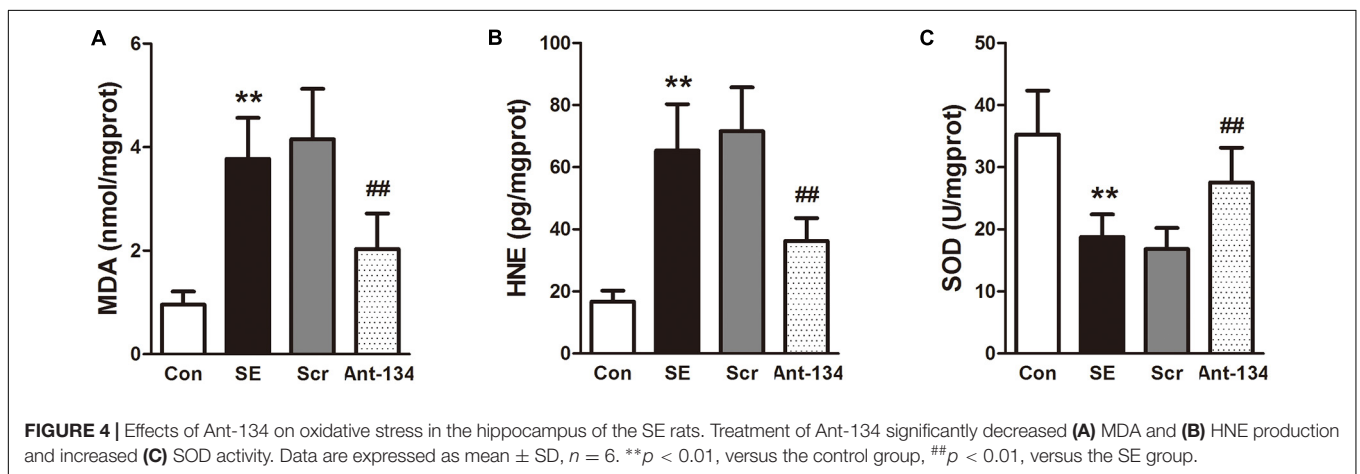 A
MDA (nmol/mgprot)
6
4
2
0
**
##
Con SE Scr Ant-134
B
HNE (pg/mgprot)
100
80
60
40
20
0
**
##
Con SE Scr Ant-134
C
SOD (U/mgprot)
50
40
30
20
10
0
**
##
Con SE Scr Ant-134
FIGURE 4 | Effects of Ant-134 on oxidative stress in the hippocampus of the SE rats. Treatment of Ant-134 significantly decreased (A) MDA and (B) HNE production
and increased (C) SOD activity. Data are expressed as mean ± SD, n = 6. **p < 0.01, versus the control group, ##p < 0.01, versus the SE group.